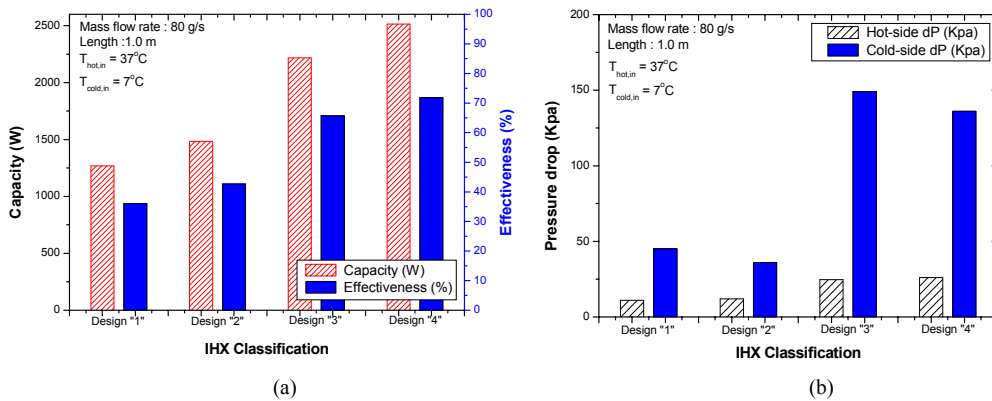 Mass flow rate : 80 g/s
Length :1.0 m
T hot,in = 37°C
T cold,in = 7°C
Capacity (W)
2500
2000
1500
1000
500
0
100
90
80
70
60
50
40
30
20
10
0
Effectiveness (%)
Capacity (W)
Effectiveness (%)
Design "1"
Design "2"
Design "3"
Design "4"
IHX Classification
(a)
Mass flow rate : 80 g/s
Length : 1.0 m
T hot,in = 37°C
T cold,in = 7°C
Hot-side dP (Kpa)
Cold-side dP (Kpa)
Pressure drop (Kpa)
200
150
100
50
0
Design "1"
Design "2"
Design "3"
Design "4"
IHX Classification
(b)